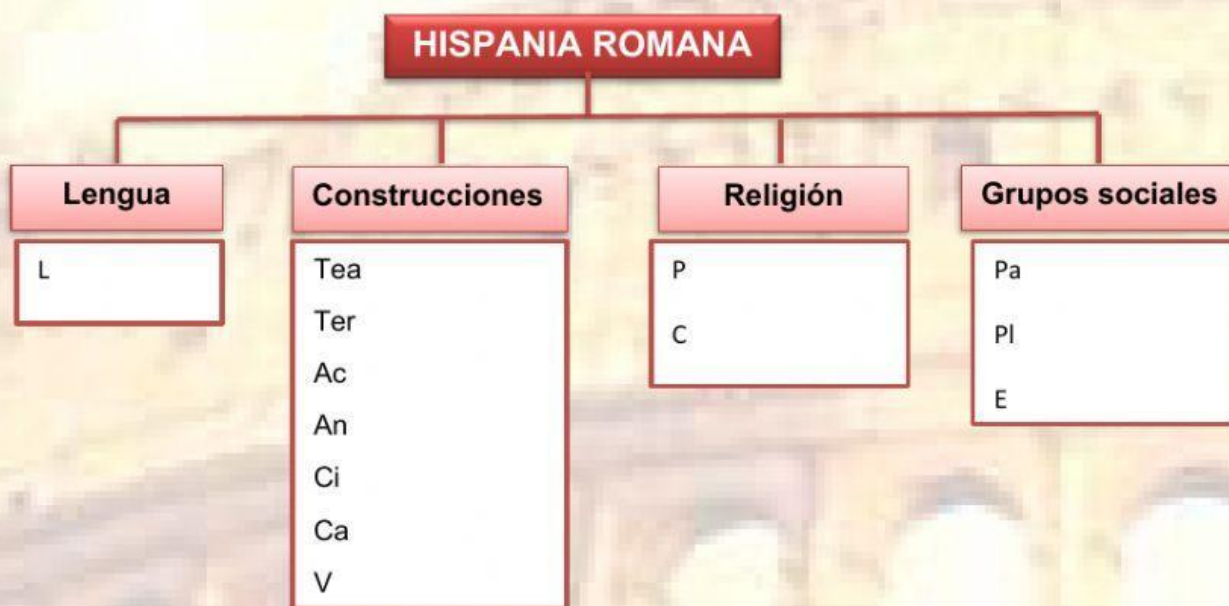 HISPANIA ROMANA
Lengua
L
Construcciones
Tea
Ter
Ac
An
Ci
Ca
V
Religión
P
C
Grupos sociales
Pa
Pl
E